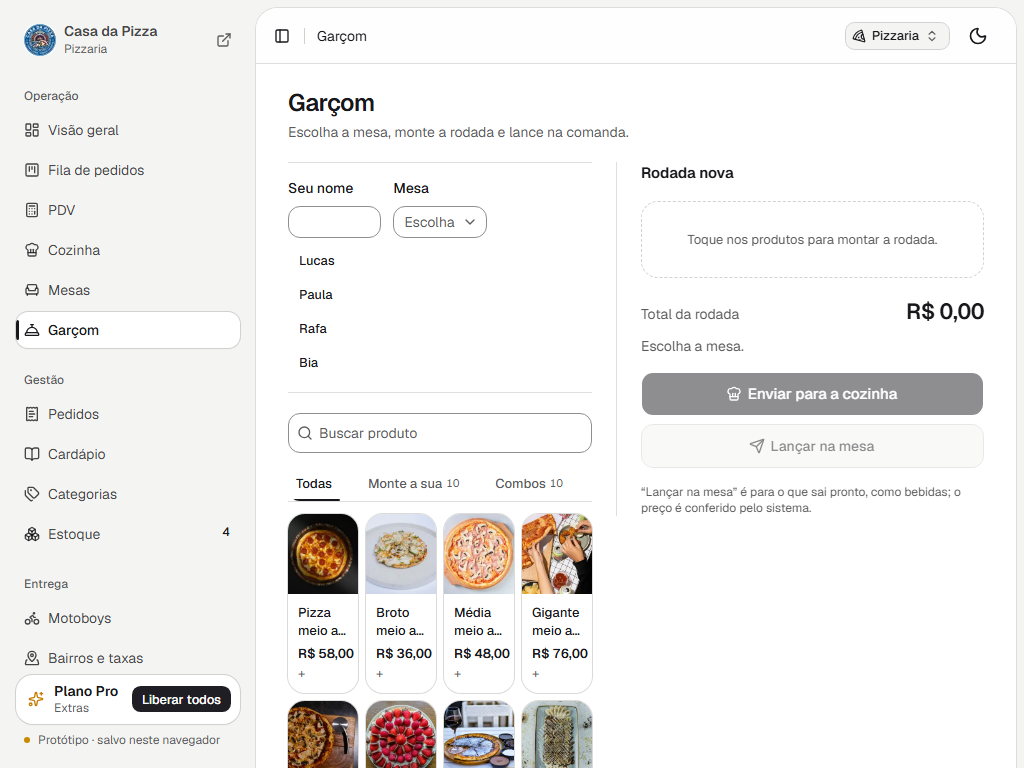 Casa da Pizza
Pizzaria
Operação
Visão geral
Fila de pedidos
PDV
Cozinha
Mesas
Garçom
Gestão
Pedidos
Cardápio
Categorias
Estoque 4
Entrega
Motoboys
Bairros e taxas
Plano Pro
Extras
Liberar todos
Protótipo · salvo neste navegador
Garçom
Pizzaria
Garçom
Escolha a mesa, monte a rodada e lance na comanda.
Seu nome
Mesa
Escolha
Lucas
Paula
Rafa
Bia
Buscar produto
Todas
Monte a sua 10
Combos 10
Pizza
meio a...
R$ 58,00
+
Broto
meio a...
R$ 36,00
+
Média
meio a...
R$ 48,00
+
Gigante
meio a...
R$ 76,00
+
Rodada nova
Toque nos produtos para montar a rodada.
Total da rodada R$ 0,00
Escolha a mesa.
Enviar para a cozinha
Lançar na mesa
“Lançar na mesa” é para o que sai pronto, como bebidas; o
preço é conferido pelo sistema.